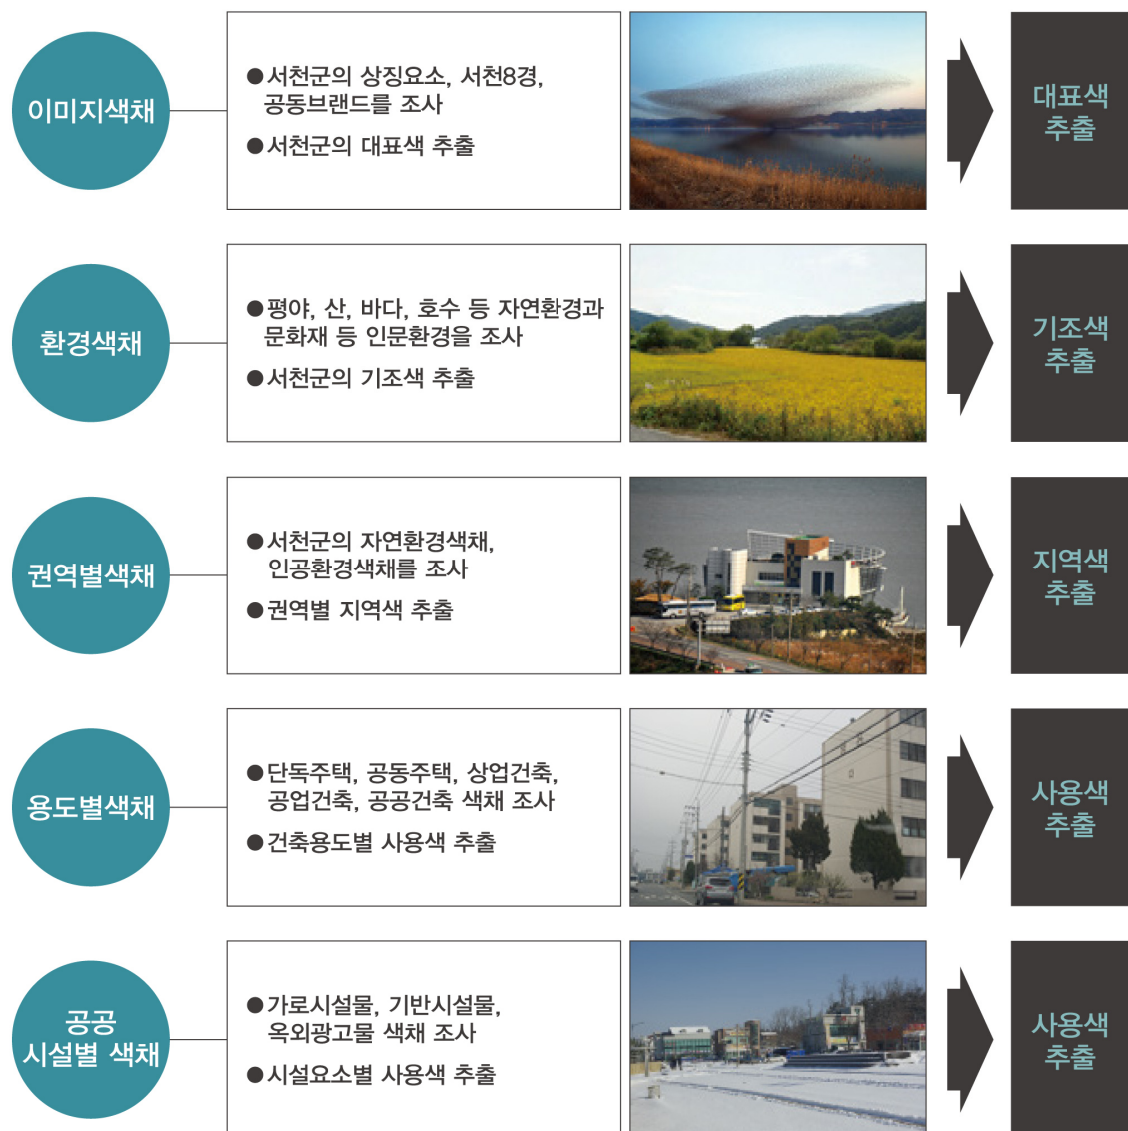 이미지색채
●서천군의 상징요소, 서천8경,
공동브랜드를 조사
●서천군의 대표색 추출
대표색
추출
환경색채
●평야, 산, 바다, 호수 등 자연환경과
문화재 등 인문환경을 조사
●서천군의 기조색 추출
기조색
추출
권역별색채
●서천군의 자연환경색채,
인공환경색채를 조사
●권역별 지역색 추출
지역색
추출
용도별색채
●단독주택, 공동주택, 상업건축,
공업건축, 공공건축 색채 조사
●건축용도별 사용색 추출
사용색
추출
공공
시설별 색채
●가로시설물, 기반시설물,
옥외광고물 색채 조사
●시설요소별 사용색 추출
사용색
추출